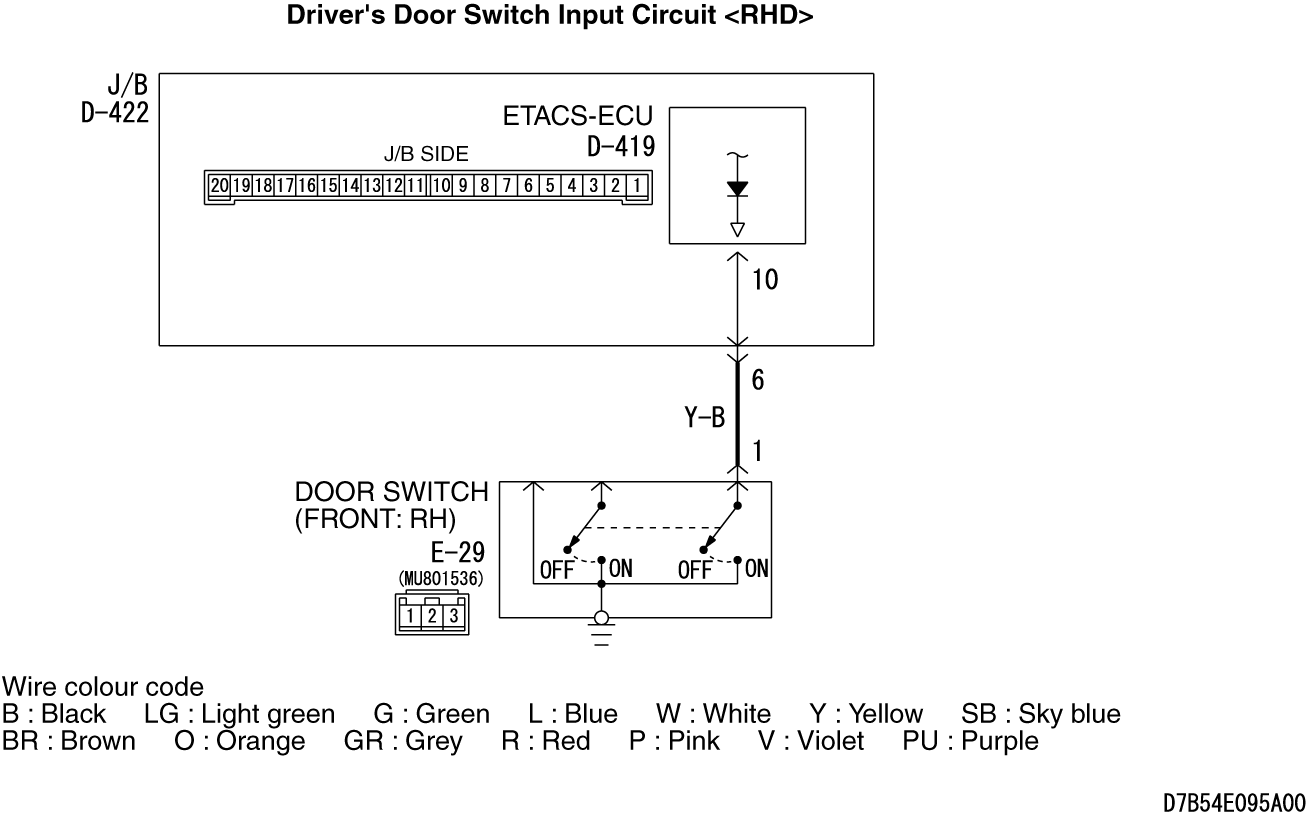 Driver's Door Switch Input Circuit <RHD>
J/B
D-422
ETACS-ECU
D-419
J/B SIDE
20 19 18 17 16 15 14 13 12 11 10 9 8 7 6 5 4 3 2 1
10
6
Y-B
1
DOOR SWITCH
(FRONT: RH)
E-29
(MU801536)
1 2 3
OFF ON OFF ON
Wire colour code
B : Black LG : Light green G : Green L : Blue W : White Y : Yellow SB : Sky blue
BR : Brown O : Orange GR : Grey R : Red P : Pink V : Violet PU : Purple
D7B54E095A00